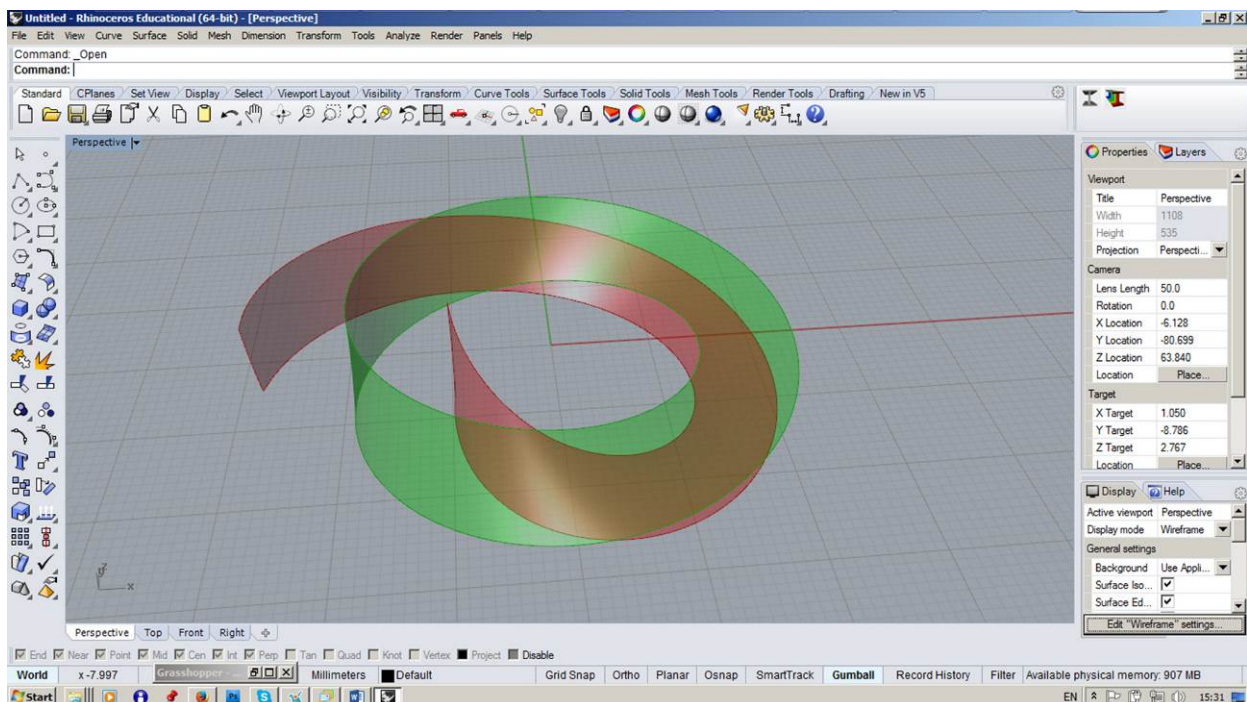 Untitled - Rhinoceros Educational (64-bit) - [Perspective]
File Edit View Curve Surface Solid Mesh Dimension Transform Tools Analyze Render Panels Help
Command: _Open
Command:
Standard CPlanes Set View Display Select Viewport Layout Visibility Transform Curve Tools Surface Tools Solid Tools Mesh Tools Render Tools Drafting New in V5
Perspective
Properties Layers
Viewport
Title Perspective
Width 1108
Height 535
Projection Perspecti...
Camera
Lens Length 50.0
Rotation 0.0
X Location -6.128
Y Location -80.699
Z Location 63.840
Location Place...
Target
X Target 1.050
Y Target -8.786
Z Target 2.767
Location Place...
Display Help
Active viewport Perspective
Display mode Wireframe
General settings
Background Use Appli...
Surface Iso...
Surface Ed...
Edit "Wireframe" settings...
z
y
x
Perspective Top Front Right
End Near Point Mid Cen Int Perp Tan Quad Knot Vertex Project Disable
World x -7.997 Grasshopper - ... Millimeters Default Grid Snap Ortho Planar Osnap SmartTrack Gumball Record History Filter Available physical memory: 907 MB
Start EN 15:31